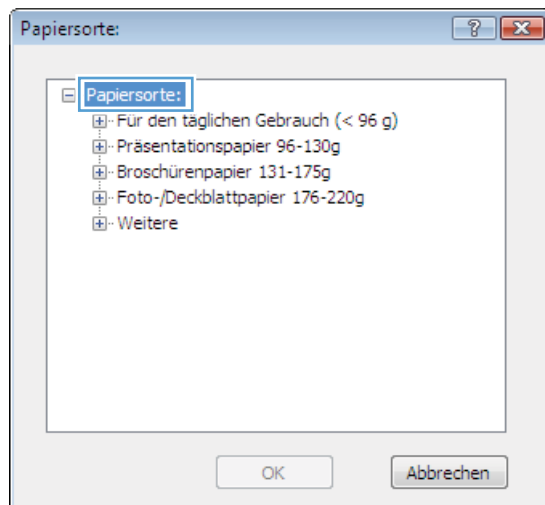 Papiersorte:
Papiersorte:
Für den täglichen Gebrauch (< 96 g)
Präsentationspapier 96-130g
Broschürenpapier 131-175g
Foto-/Deckblattpapier 176-220g
Weitere
OK Abbrechen